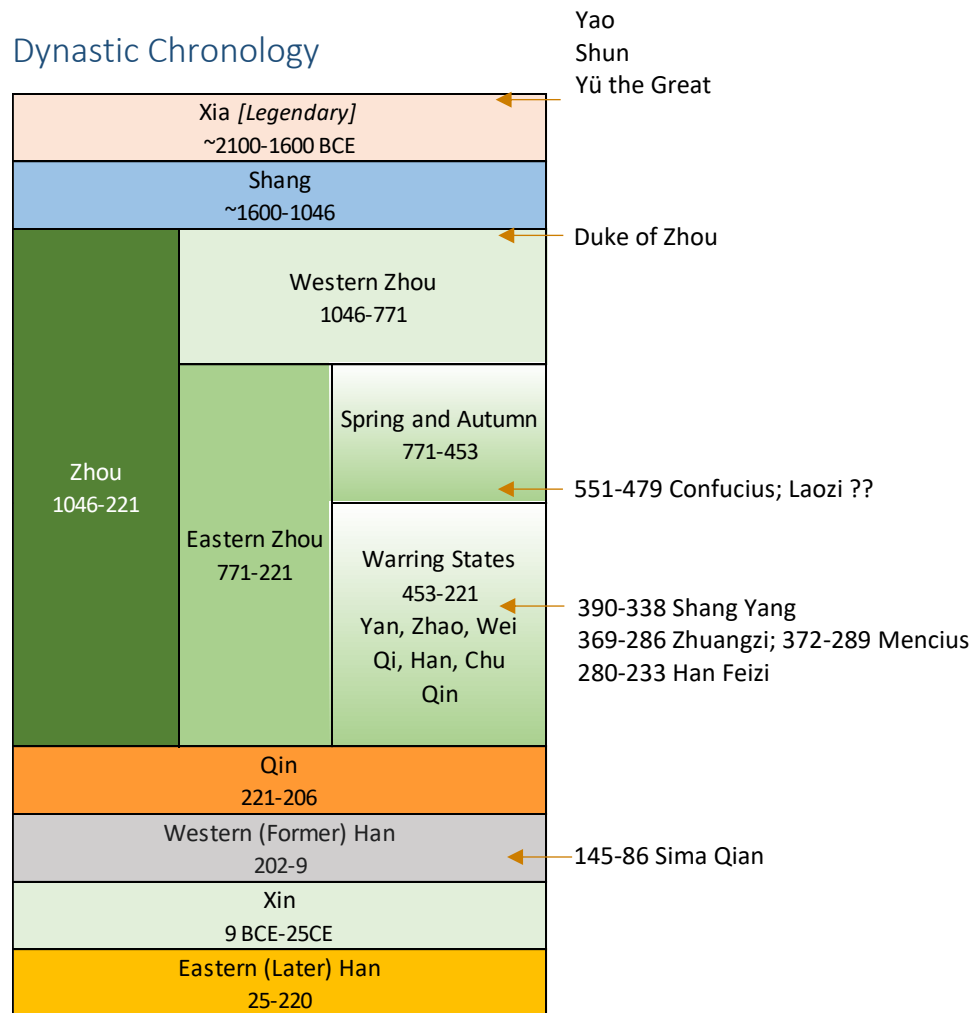 Yao
Shun
Yü the Great
Dynastic Chronology
Xia [Legendary]
~2100-1600 BCE
Shang
~1600-1046
Duke of Zhou
Western Zhou
1046-771
Spring and Autumn
771-453
Zhou
1046-221
551-479 Confucius; Laozi ??
Eastern Zhou
771-221
Warring States
453-221
Yan, Zhao, Wei
Qi, Han, Chu
Qin
390-338 Shang Yang
369-286 Zhuangzi; 372-289 Mencius
280-233 Han Feizi
Qin
221-206
Western (Former) Han
202-9
145-86 Sima Qian
Xin
9 BCE-25CE
Eastern (Later) Han
25-220